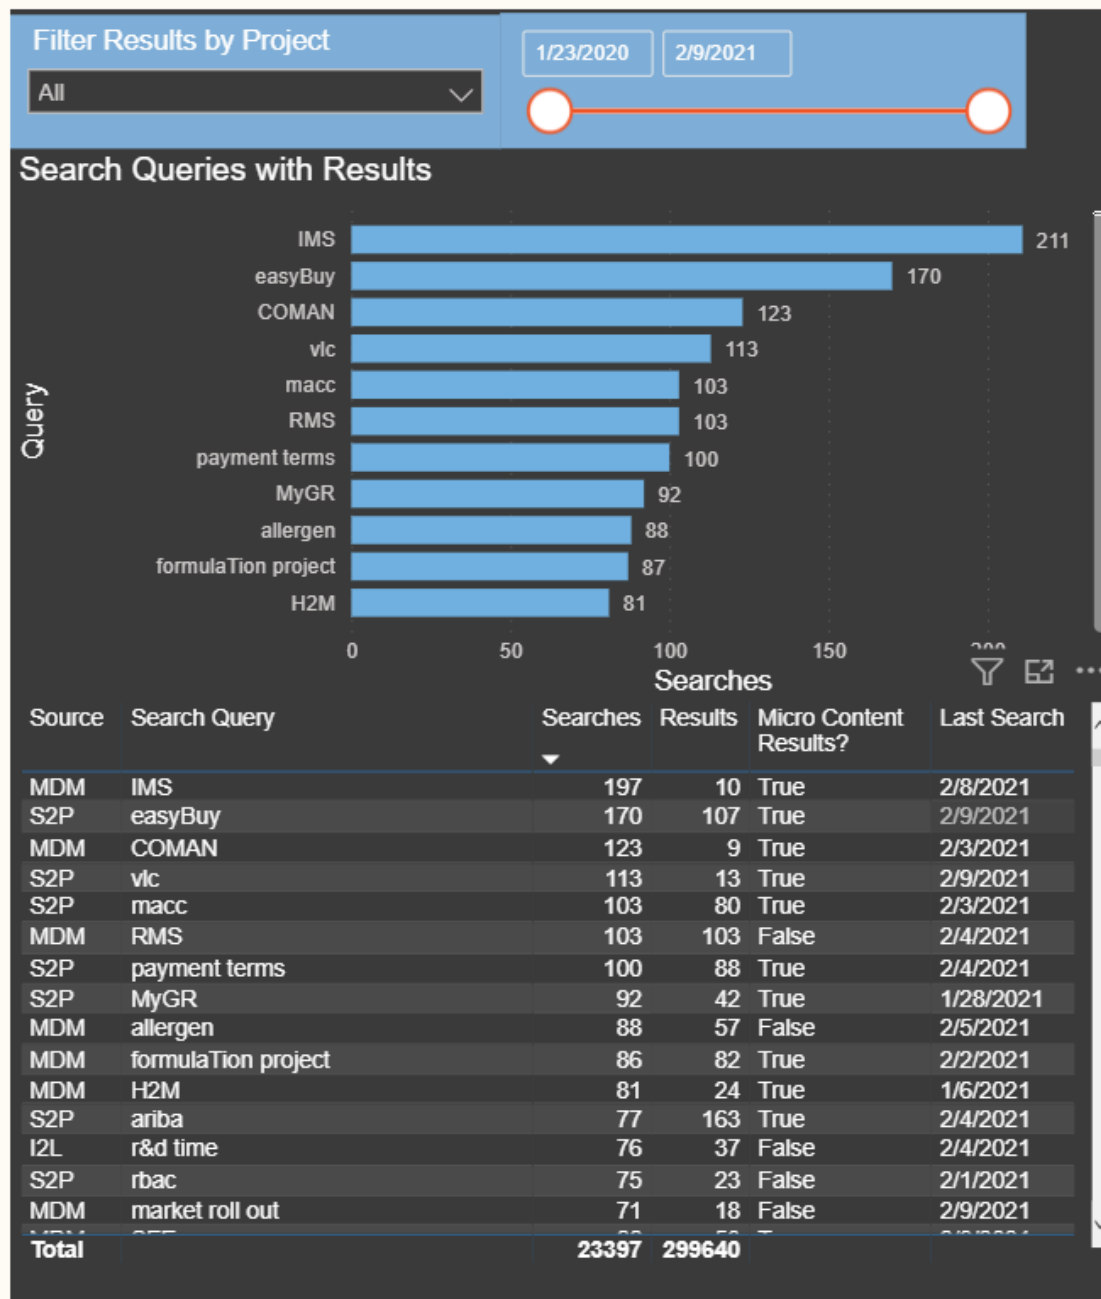 Filter Results by Project
All
1/23/2020 2/9/2021
Search Queries with Results
Query
IMS 211
easyBuy 170
COMAN 123
vlc 113
macc 103
RMS 103
payment terms 100
MyGR 92
allergen 88
formulaTion project 87
H2M 81
0 50 100 150
Searches
Source Search Query Searches Results Micro Content Results? Last Search
MDM IMS 197 10 True 2/8/2021
S2P easyBuy 170 107 True 2/9/2021
MDM COMAN 123 9 True 2/3/2021
S2P vlc 113 13 True 2/9/2021
S2P macc 103 80 True 2/3/2021
MDM RMS 103 103 False 2/4/2021
S2P payment terms 100 88 True 2/4/2021
S2P MyGR 92 42 True 1/28/2021
MDM allergen 88 57 False 2/5/2021
MDM formulaTion project 86 82 True 2/2/2021
MDM H2M 81 24 True 1/6/2021
S2P ariba 77 163 True 2/4/2021
I2L r&d time 76 37 False 2/4/2021
S2P rbac 75 23 False 2/1/2021
MDM market roll out 71 18 False 2/9/2021
Total 23397 299640